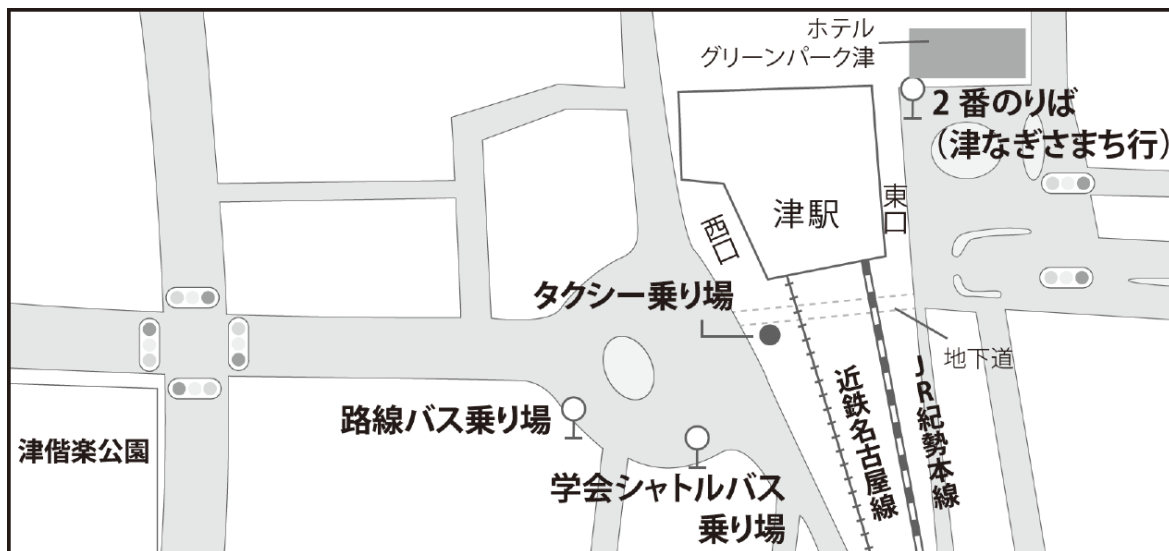 ホテル
グリーンパーク津
2 番のりば
（津なぎさまち行）
東口
津駅
西口
タクシー乗り場
地下道
近鉄名古屋線
JR紀勢本線
路線バス乗り場
津偕楽公園
学会シャトルバス
乗り場